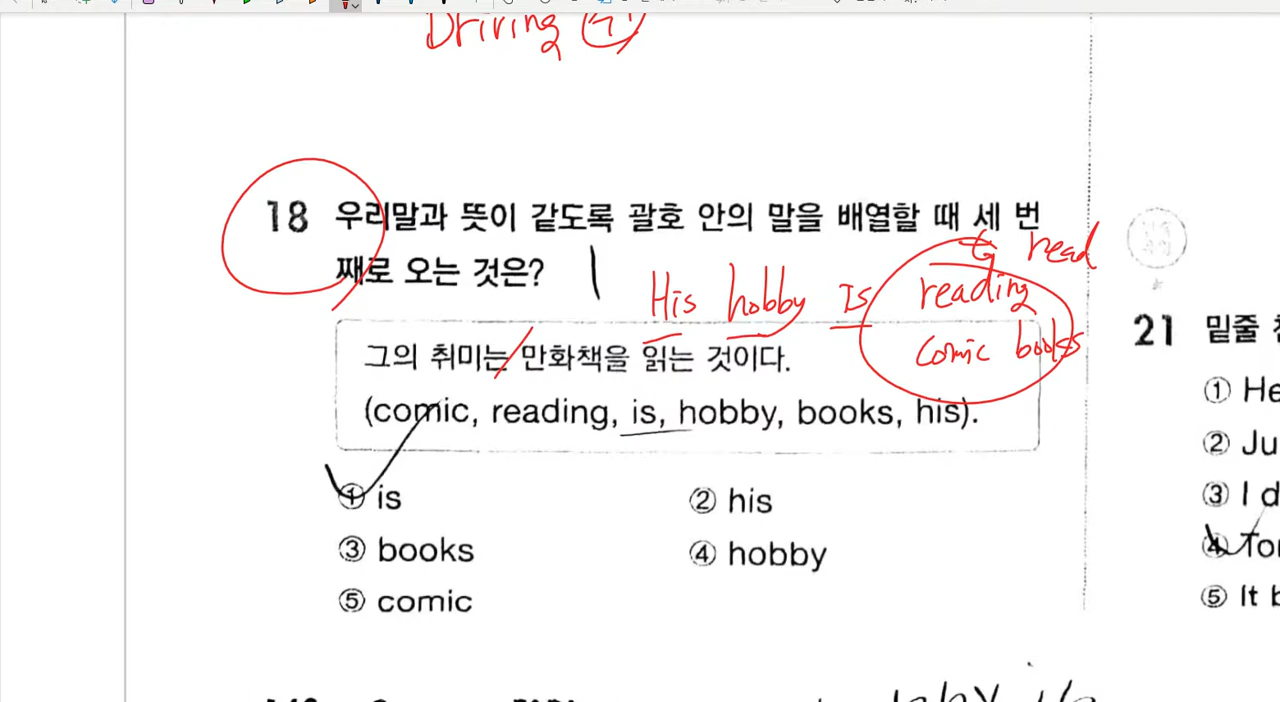 Driving ④
18 우리말과 뜻이 같도록 괄호 안의 말을 배열할 때 세 번
째로 오는 것은?
to read
His hobby is reading
comic books
그의 취미는 만화책을 읽는 것이다.
(comic, reading, is, hobby, books, his).
① is
② his
③ books
④ hobby
⑤ comic
21 밑줄
① He
② Ju
③ I d
④ To
⑤ It